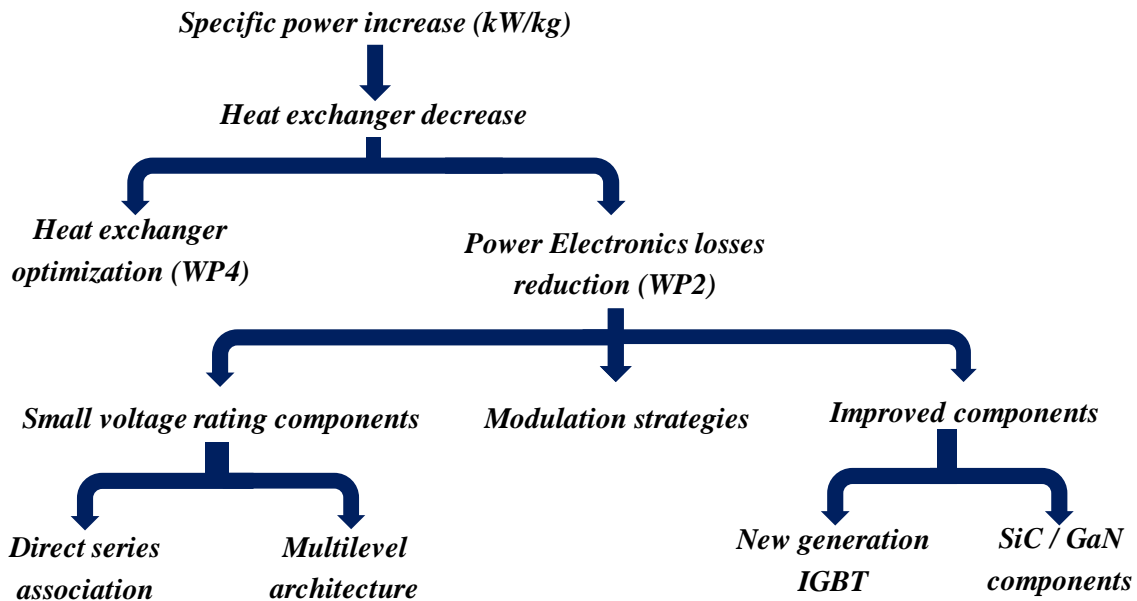 Specific power increase (kW/kg)
Heat exchanger decrease
Heat exchanger
optimization (WP4)
Power Electronics losses
reduction (WP2)
Small voltage rating components
Modulation strategies
Improved components
Direct series
association
Multilevel
architecture
New generation
IGBT
SiC / GaN
components